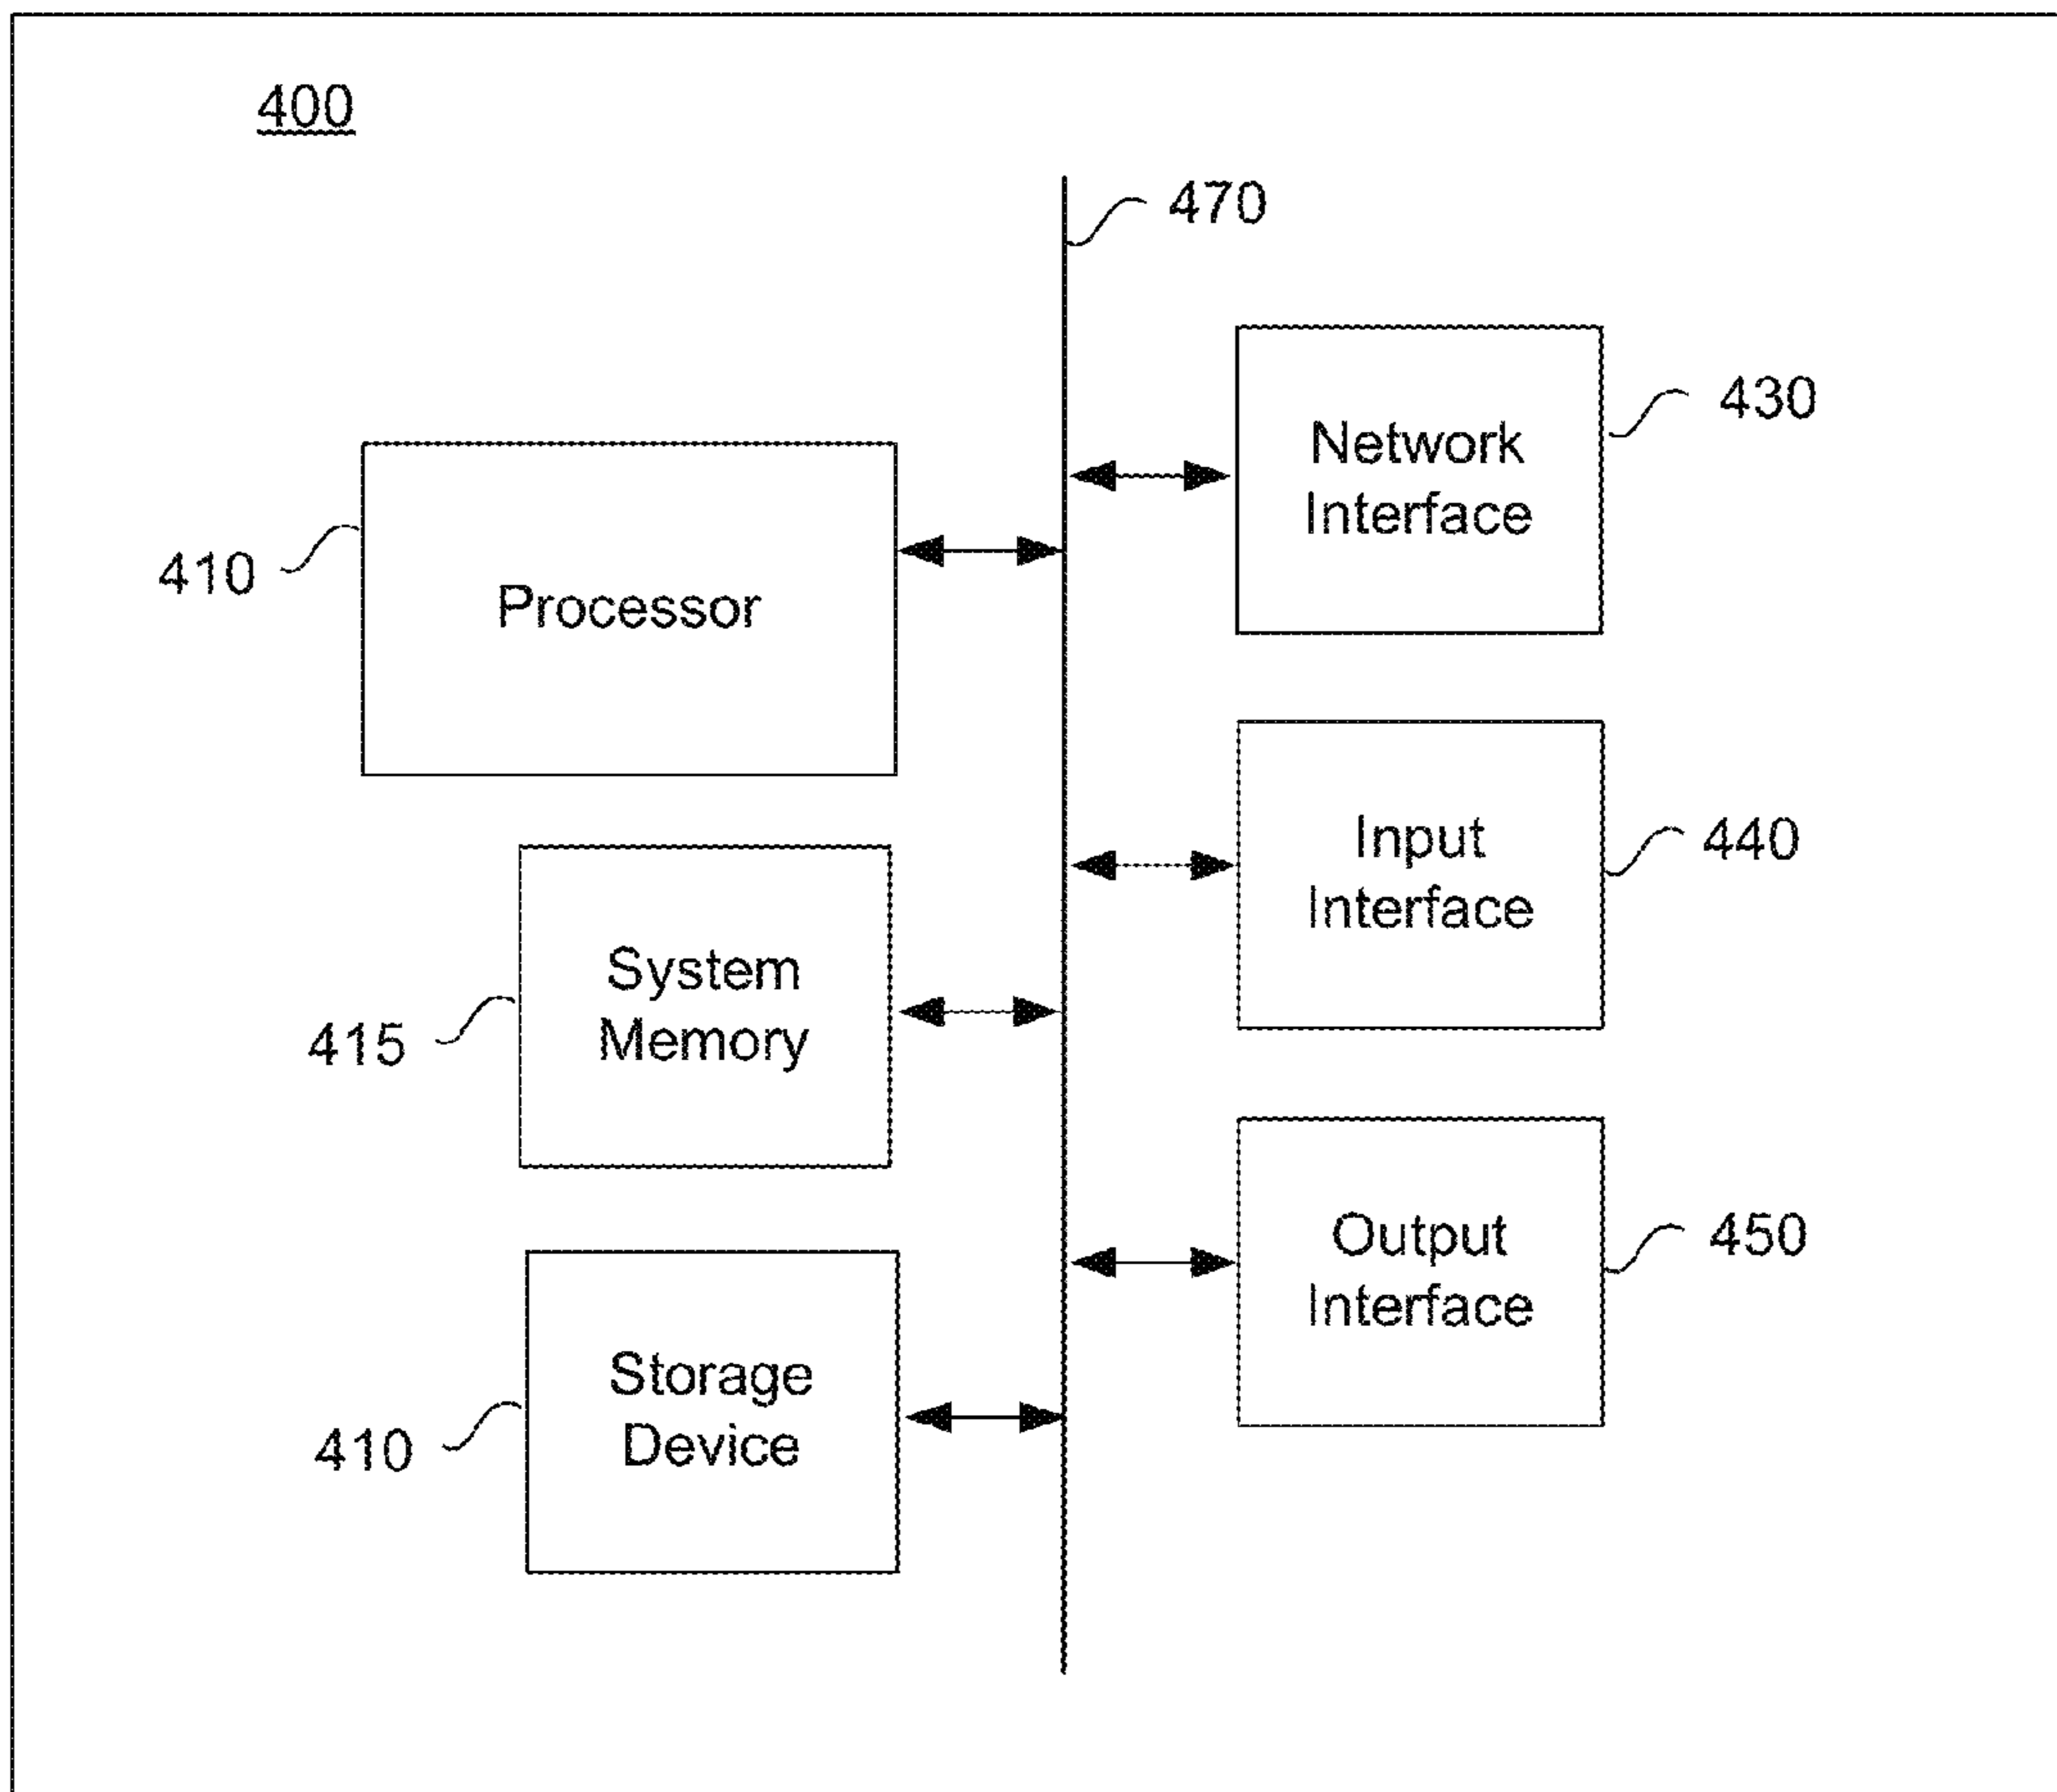 400
470
430
Network
Interface
410
Processor
440
Input
Interface
415
System
Memory
450
Output
Interface
410
Storage
Device